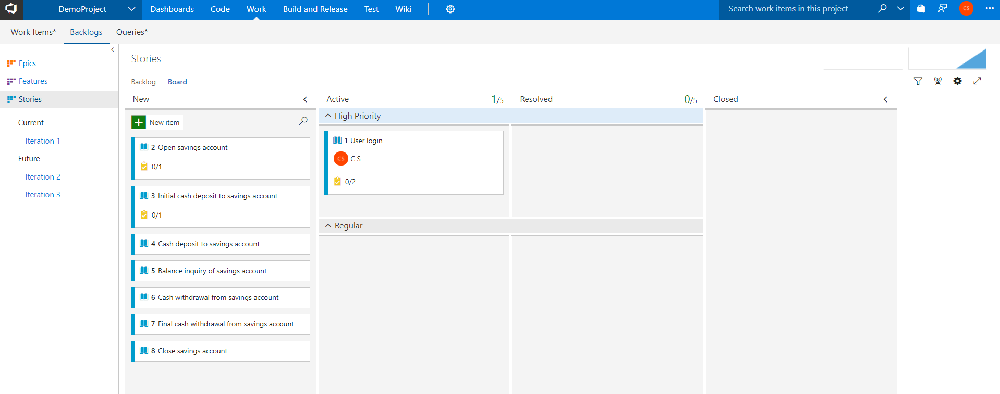 DemoProject Dashboards Code Work Build and Release Test Wiki Search work items in this project CS
Work Items* Backlogs Queries*
Epics
Features
Stories
Current
Iteration 1
Future
Iteration 2
Iteration 3
Stories
Backlog Board
New Active 1/5 Resolved 0/5 Closed
New item
2 Open savings account
0/1
3 Initial cash deposit to savings account
0/1
4 Cash deposit to savings account
5 Balance inquiry of savings account
6 Cash withdrawal from savings account
7 Final cash withdrawal from savings account
8 Close savings account
High Priority
1 User login
CS C S
0/2
Regular